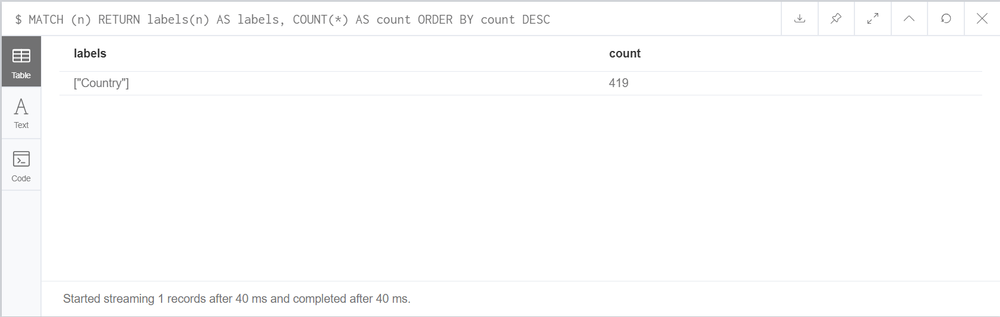 $ MATCH (n) RETURN labels(n) AS labels, COUNT(*) AS count ORDER BY count DESC
labels count
["Country"] 419
Table
Text
Code
Started streaming 1 records after 40 ms and completed after 40 ms.